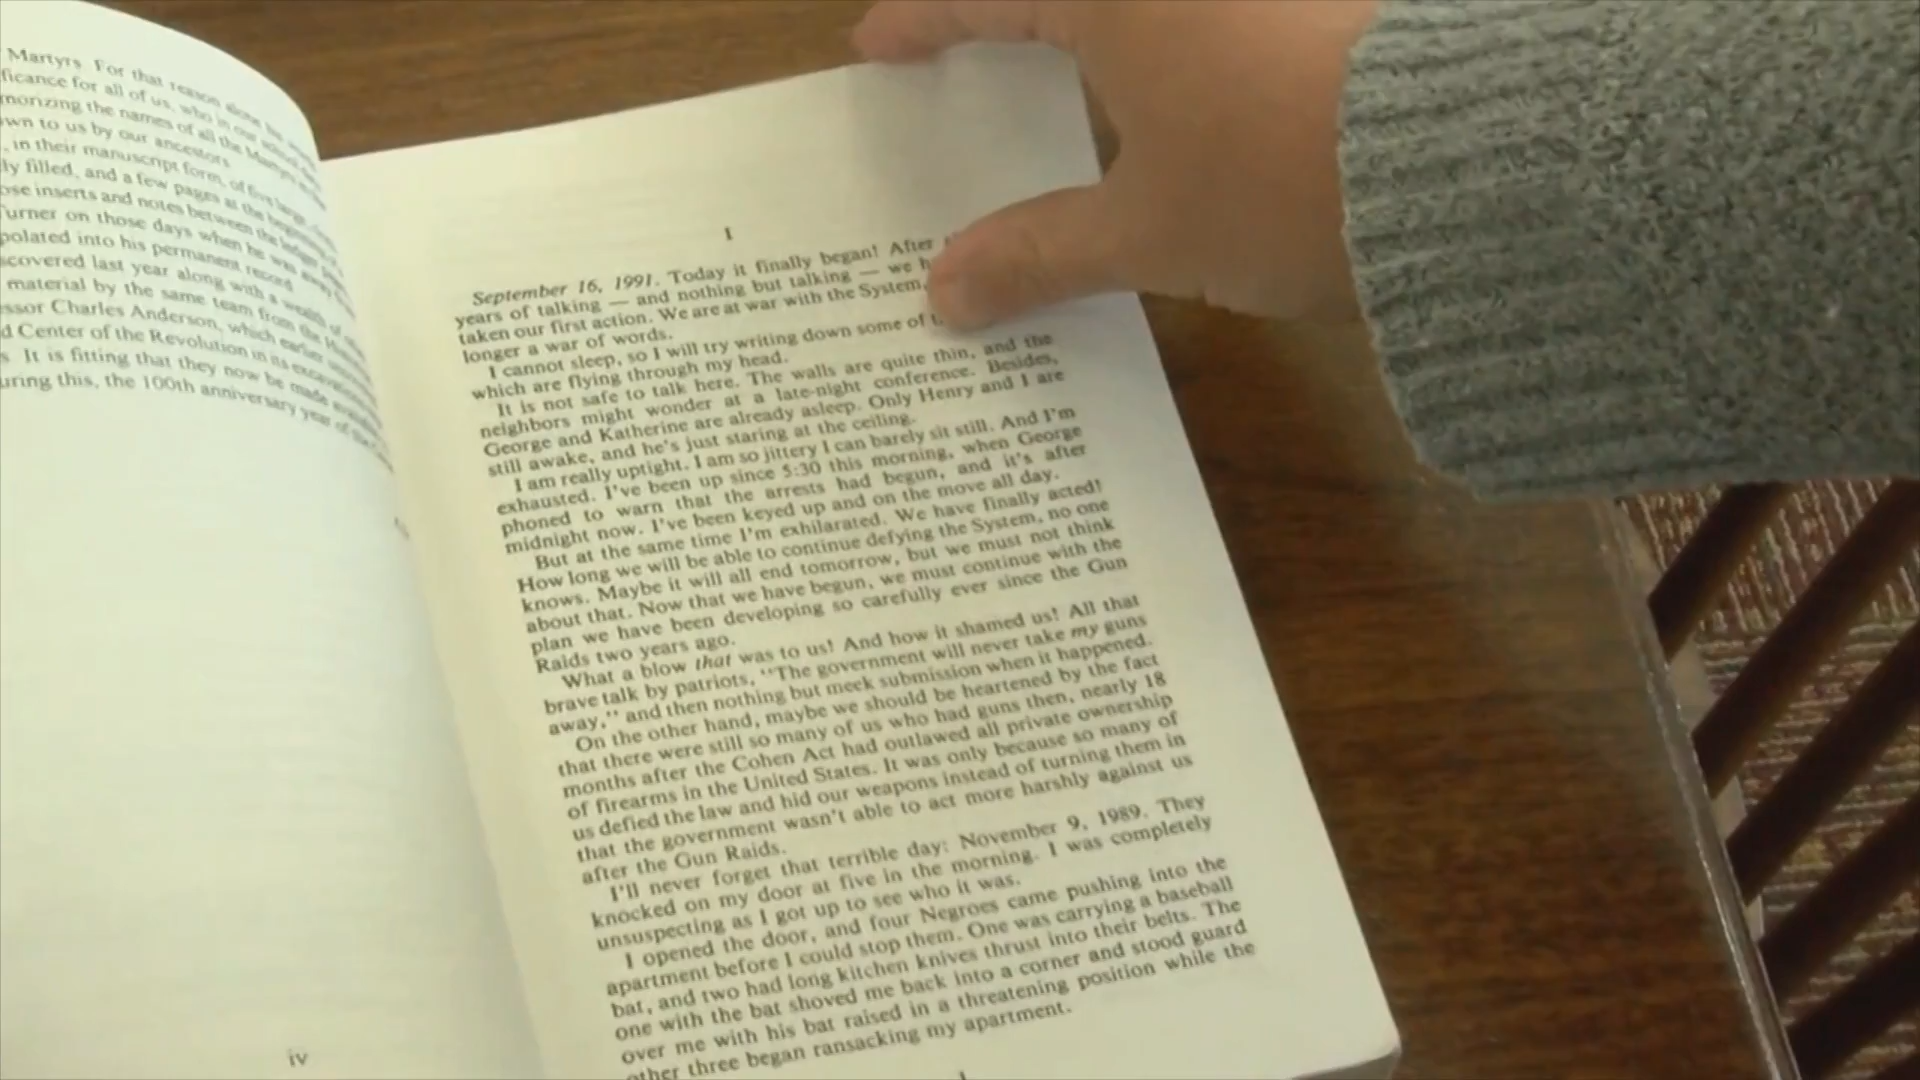 Martyrs For that reason alone his
ficance for all of us, who in our school days
morizing the names of all the Martyrs
own to us by our ancestors.
, in their manuscript form, of five large,
ly filled, and a few pages at the beginning of
ose inserts and notes between the ledger pages
Turner on those days when he was away from
polated into his permanent record.
scovered last year along with a wealth of
material by the same team from the
ssor Charles Anderson, which earlier
d Center of the Revolution in its excavations
s It is fitting that they now be made available
uring this, the 100th anniversary year of the
iv
I
September 16, 1991. Today it finally began! After
years of talking — and nothing but talking — we
taken our first action. We are at war with the System,
longer a war of words.
I cannot sleep, so I will try writing down some of
which are flying through my head.
It is not safe to talk here. The walls are quite thin, and the
neighbors might wonder at a late-night conference. Besides,
George and Katherine are already asleep. Only Henry and I are
still awake, and he's just staring at the ceiling.
I am really uptight. I am so jittery I can barely sit still. And I'm
exhausted. I've been up since 5:30 this morning, when George
phoned to warn that the arrests had begun, and it's after
midnight now. I've been keyed up and on the move all day.
But at the same time I'm exhilarated. We have finally acted!
How long we will be able to continue defying the System, no one
knows. Maybe it will all end tomorrow, but we must not think
about that. Now that we have begun, we must continue with the
plan we have been developing so carefully ever since the Gun
Raids two years ago.
What a blow that was to us! And how it shamed us! All that
brave talk by patriots, "The government will never take my guns
away," and then nothing but meek submission when it happened.
On the other hand, maybe we should be heartened by the fact
that there were still so many of us who had guns then, nearly 18
months after the Cohen Act had outlawed all private ownership
of firearms in the United States. It was only because so many of
us defied the law and hid our weapons instead of turning them in
that the government wasn't able to act more harshly against us
after the Gun Raids.
I'll never forget that terrible day: November 9, 1989. They
knocked on my door at five in the morning. I was completely
unsuspecting as I got up to see who it was.
I opened the door, and four Negroes came pushing into the
apartment before I could stop them. One was carrying a baseball
bat, and two had long kitchen knives thrust into their belts. The
one with the bat shoved me back into a corner and stood guard
over me with his bat raised in a threatening position while the
other three began ransacking my apartment.